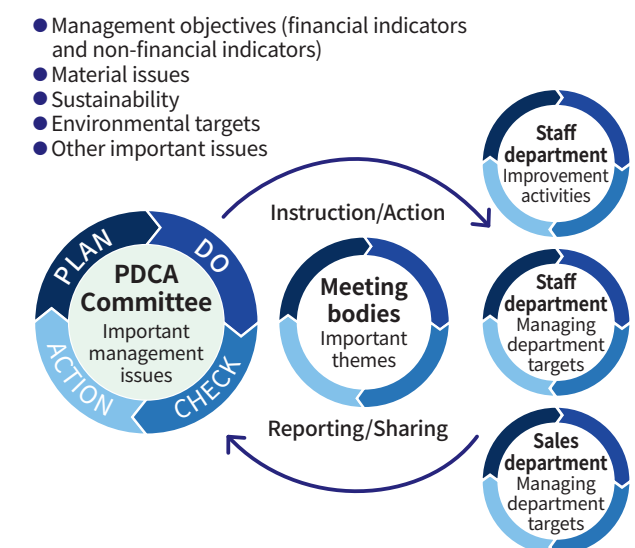 ● Management objectives (financial indicators
and non-financial indicators)
● Material issues
● Sustainability
● Environmental targets
● Other important issues
Instruction/Action
PLAN
DO
CHECK
ACTION
PDCA
Committee
Important
management
issues
Meeting
bodies
Important
themes
Reporting/Sharing
Staff
department
Improvement
activities
Staff
department
Managing
department
targets
Sales
department
Managing
department
targets